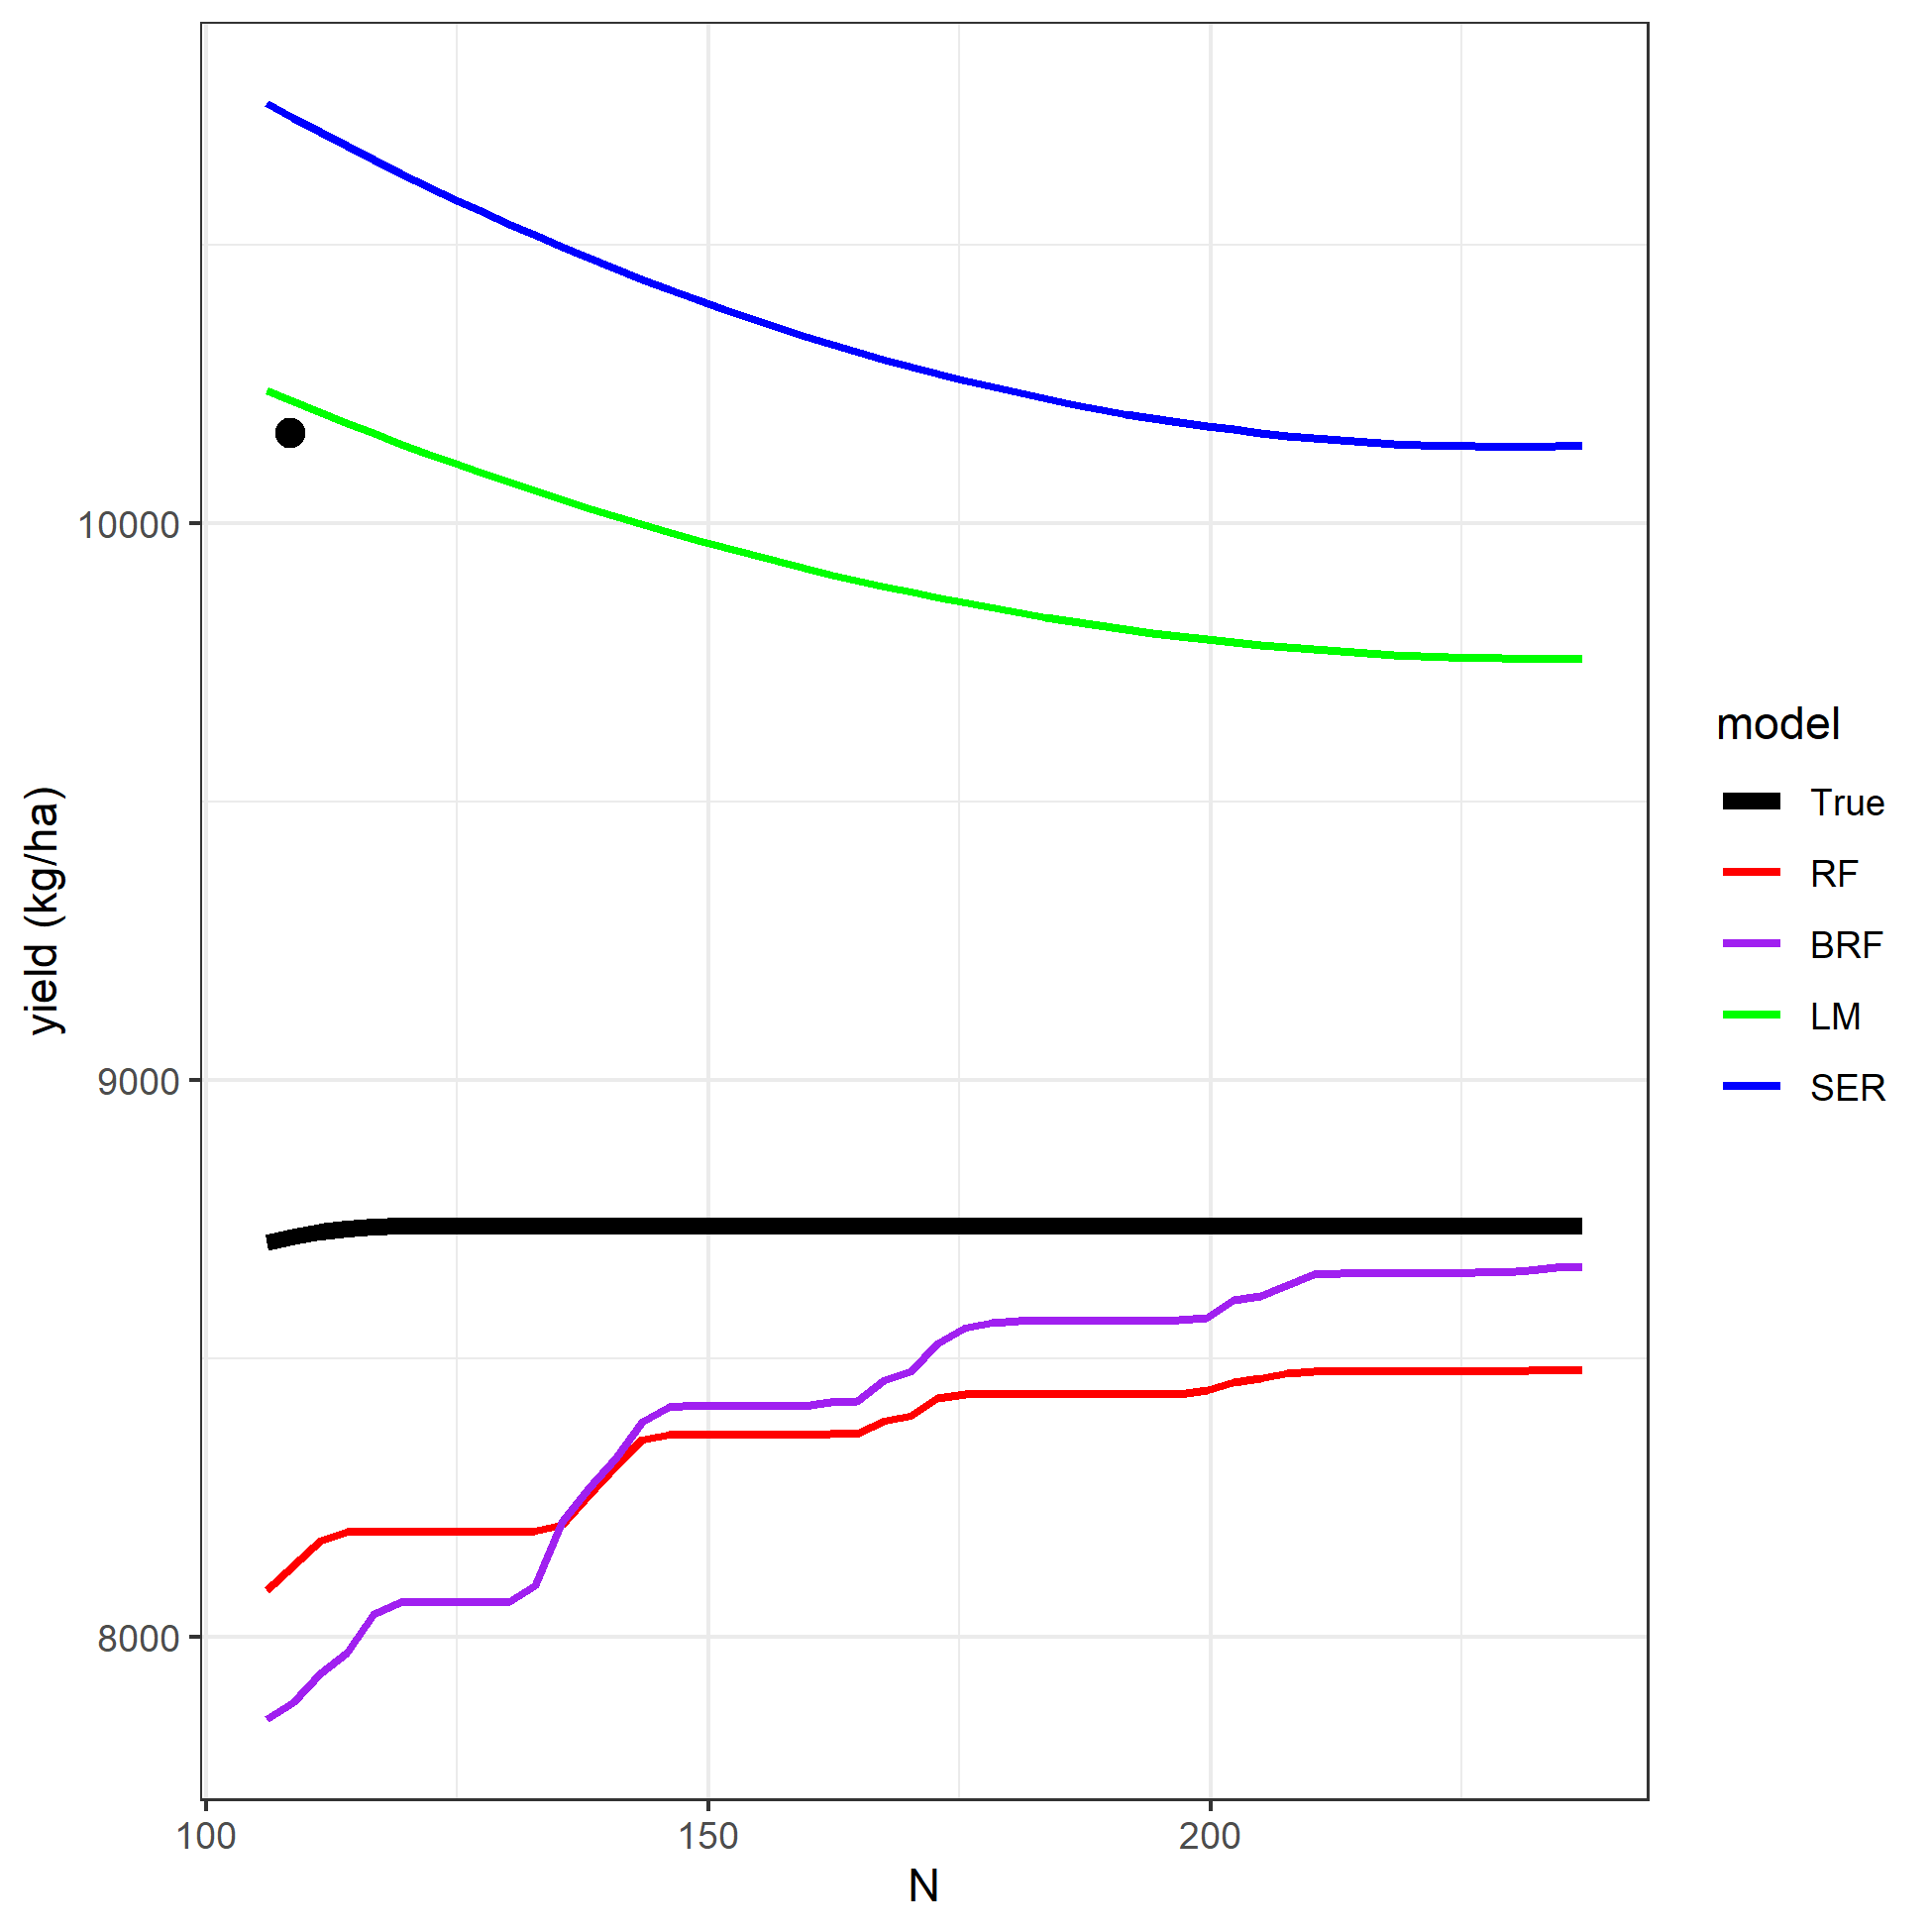 yield (kg/ha)
10000
9000
8000
100
150
200
N
model
True
RF
BRF
LM
SER